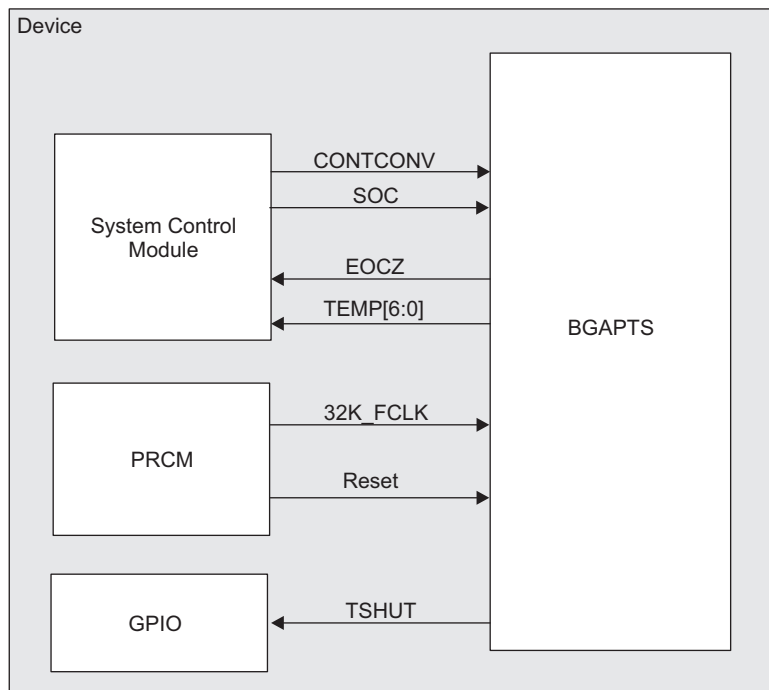 Device
CONTCONV
SOC
System Control
Module
EOCZ
TEMP[6:0]
BGAPTS
32K_FCLK
PRCM
Reset
TSHUT
GPIO